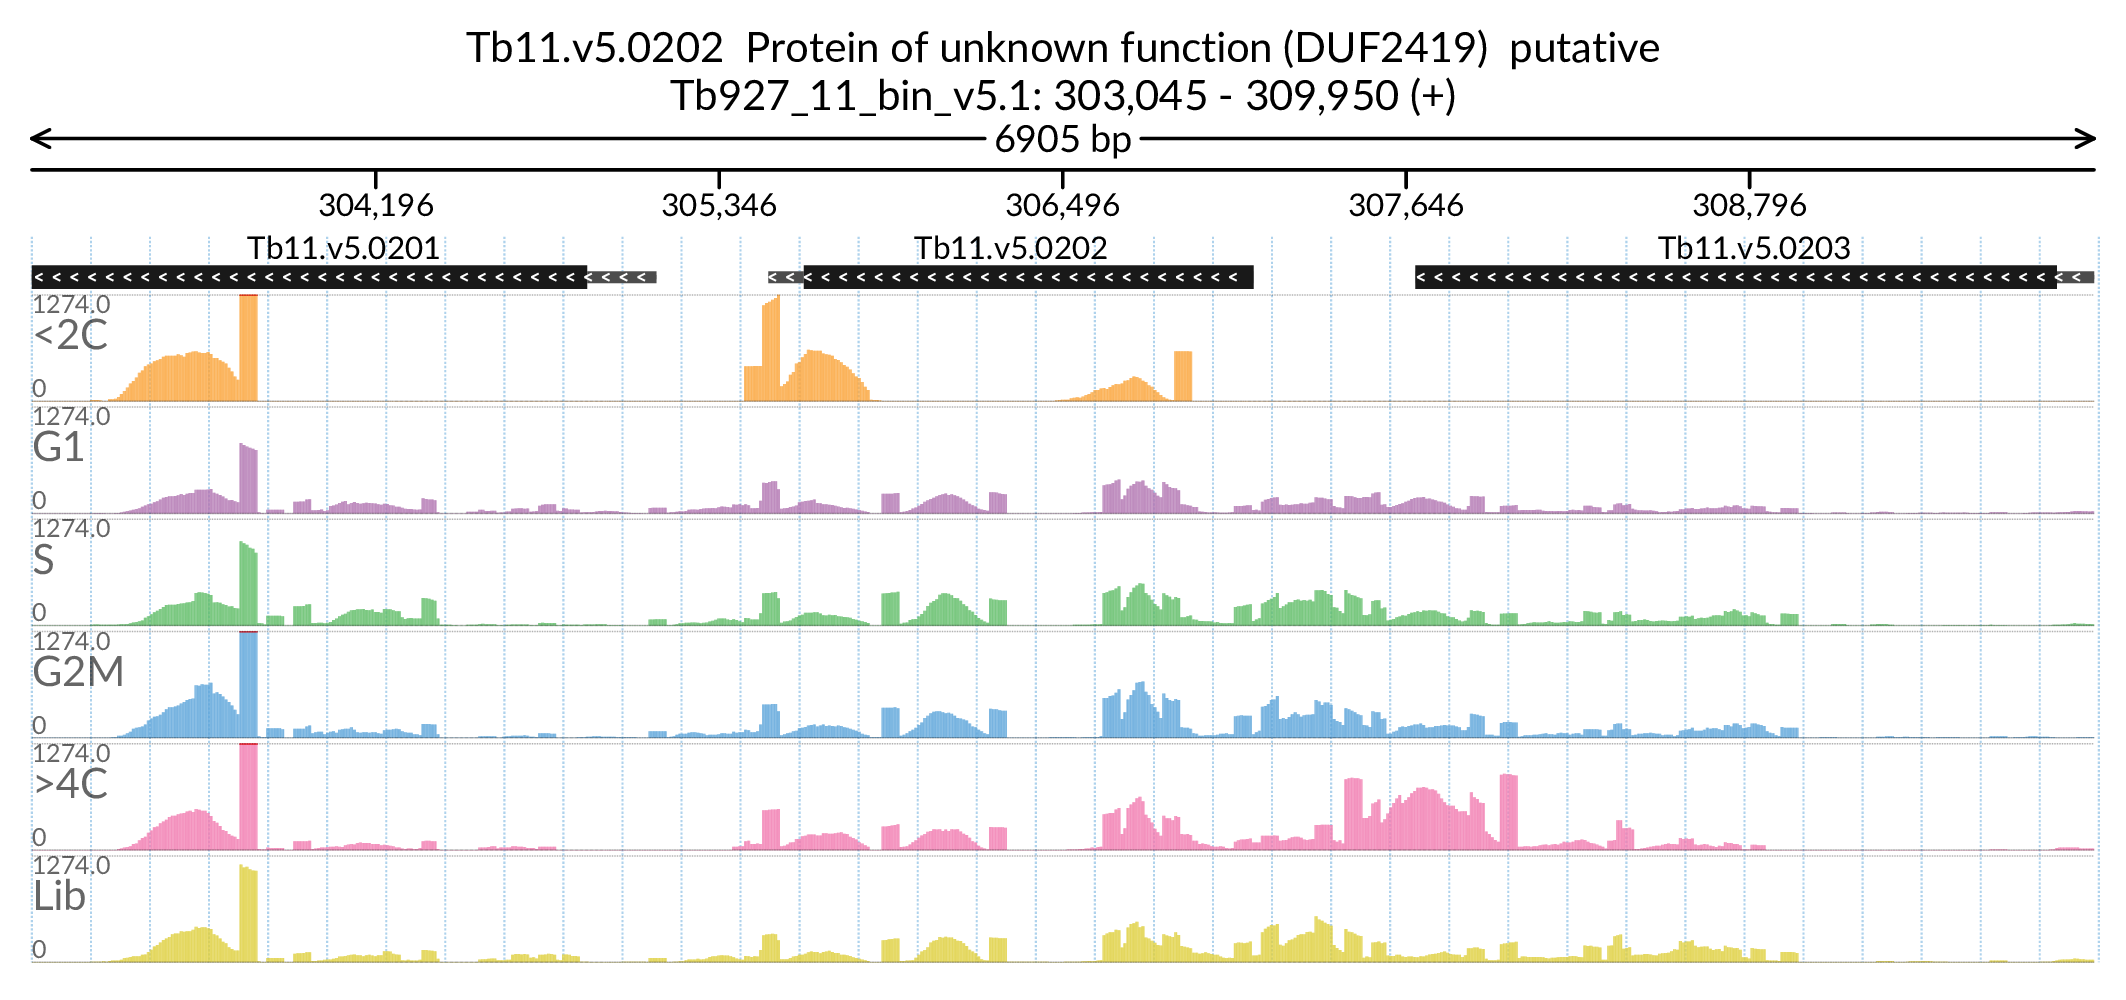 Tb11.v5.0202  Protein of unknown function (DUF2419)  putative
Tb927_11_bin_v5.1: 303,045 - 309,950 (+)
6905 bp
304,196 305,346 306,496 307,646 308,796
Tb11.v5.0201 Tb11.v5.0202 Tb11.v5.0203
1274.0
<2C
0
1274.0
G1
0
1274.0
S
0
1274.0
G2M
0
1274.0
>4C
0
1274.0
Lib
0